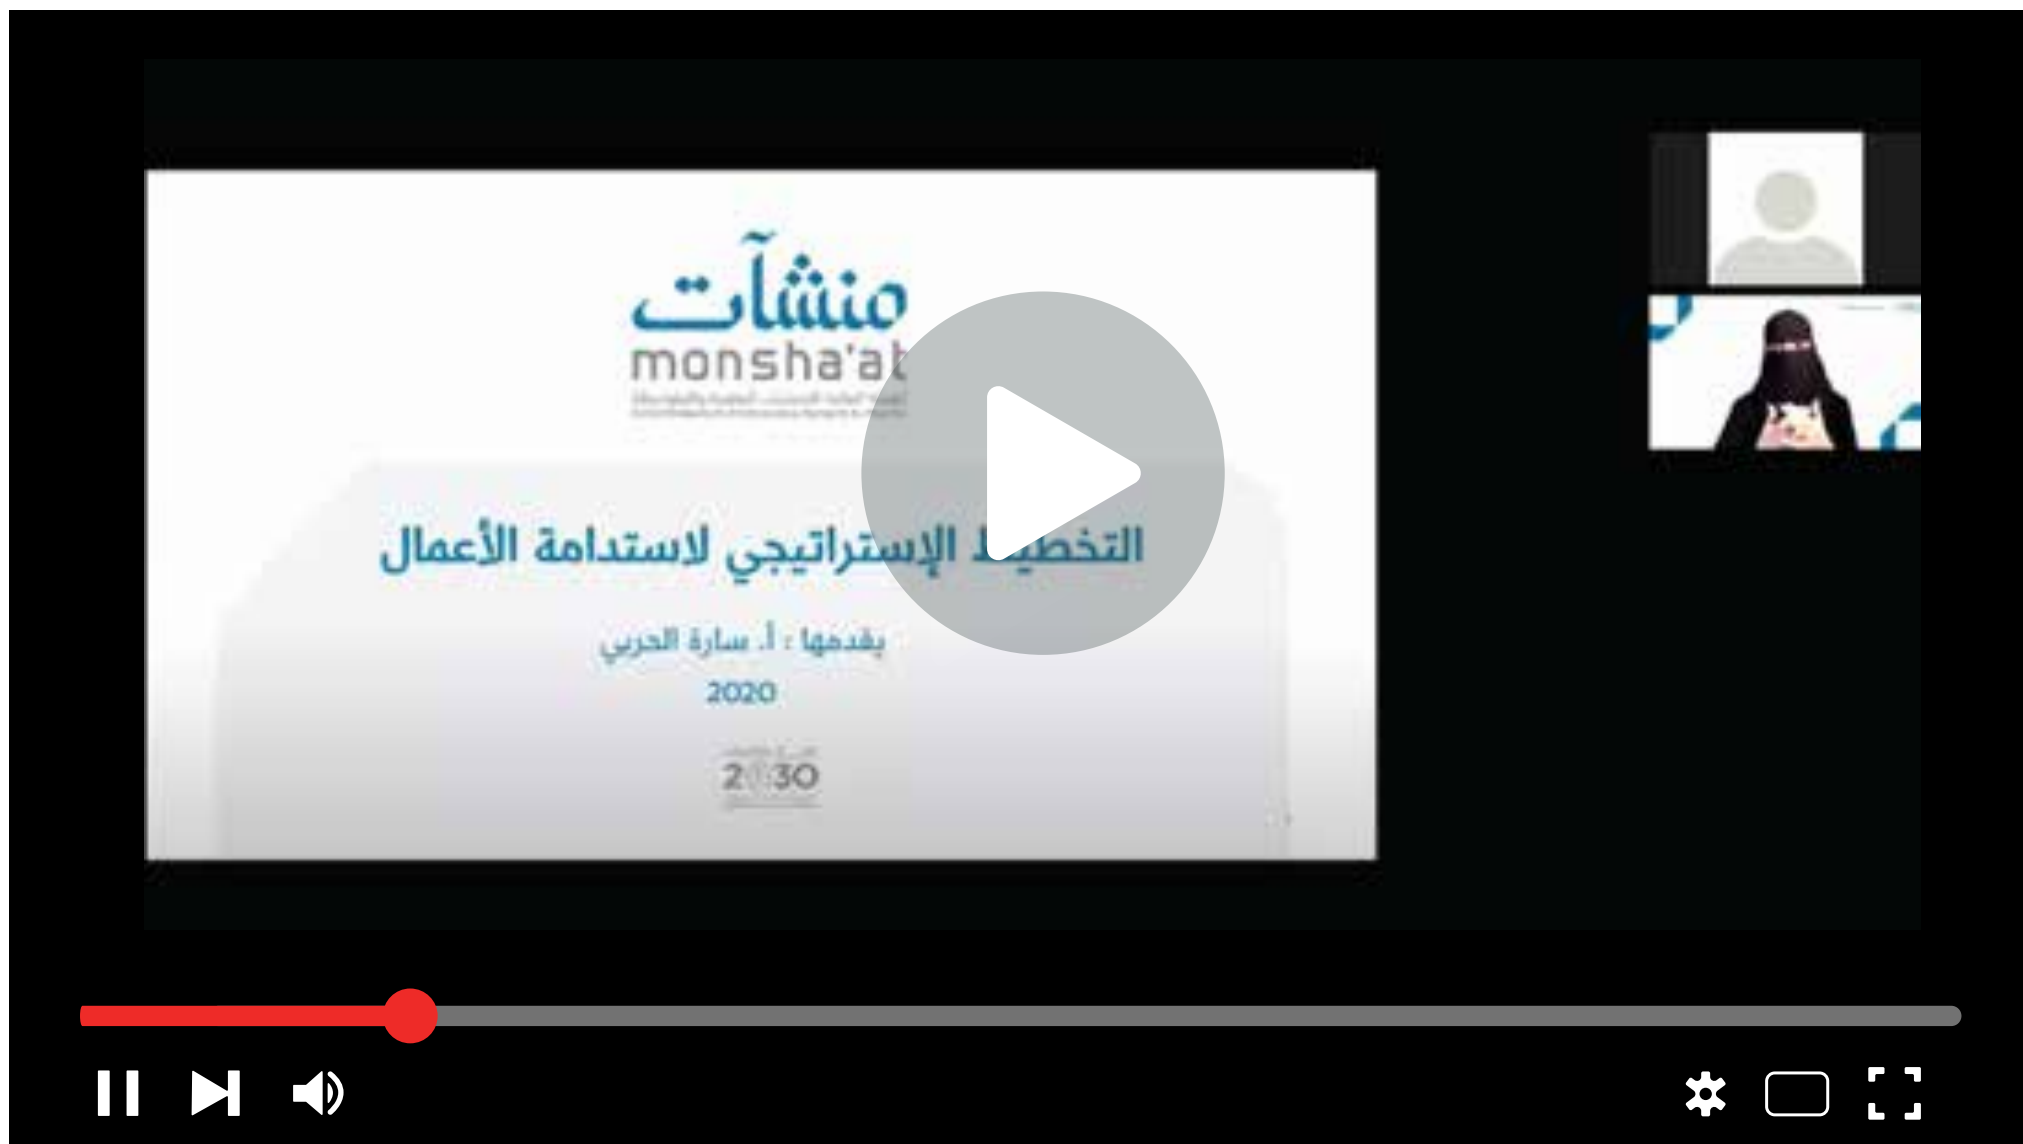 منشآت
monsha'at
التخطيط الإستراتيجي لاستدامة الأعمال
يقدمها : أ. سارة الحربي
2020
2030